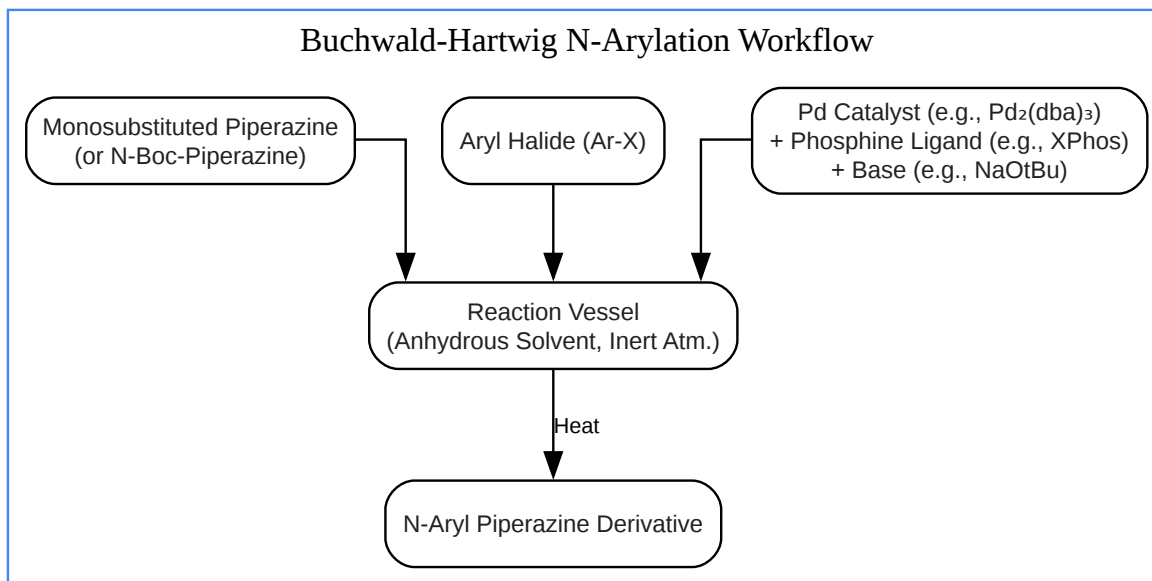 Buchwald-Hartwig N-Arylation Workflow
Monosubstituted Piperazine
(or N-Boc-Piperazine)
Aryl Halide (Ar-X)
Pd Catalyst (e.g., Pd₂(dba)₃)
+ Phosphine Ligand (e.g., XPhos)
+ Base (e.g., NaOtBu)
Reaction Vessel
(Anhydrous Solvent, Inert Atm.)
Heat
N-Aryl Piperazine Derivative